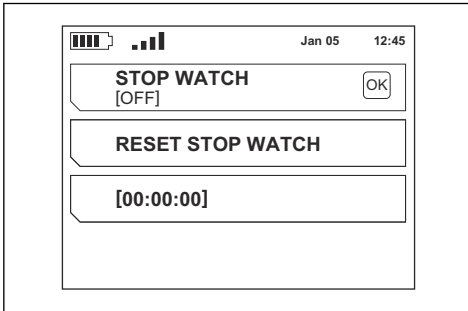 Jan 05 12:45
STOP WATCH
[OFF]
OK
RESET STOP WATCH
[00:00:00]